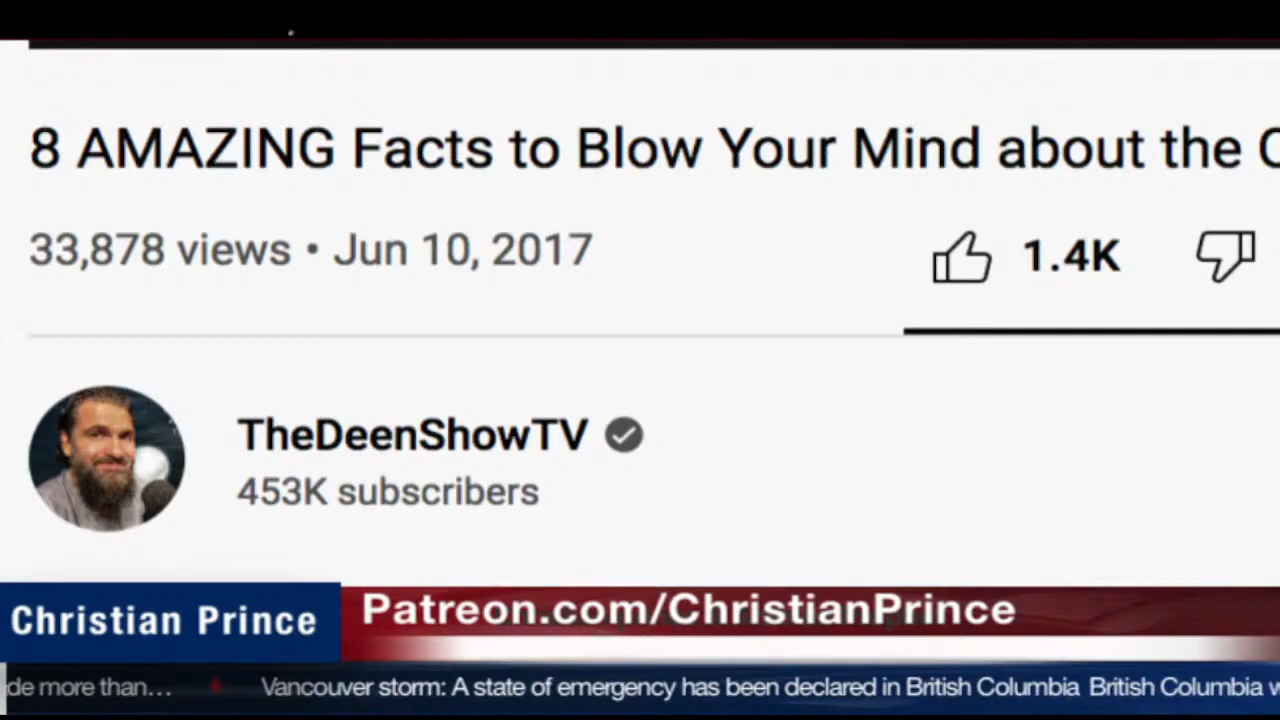 8 AMAZING Facts to Blow Your Mind about the
33,878 views • Jun 10, 2017
1.4K
TheDeenShowTV
453K subscribers
Christian Prince
Patreon.com/ChristianPrince
de more than... Vancouver storm: A state of emergency has been declared in British Columbia British Columbia